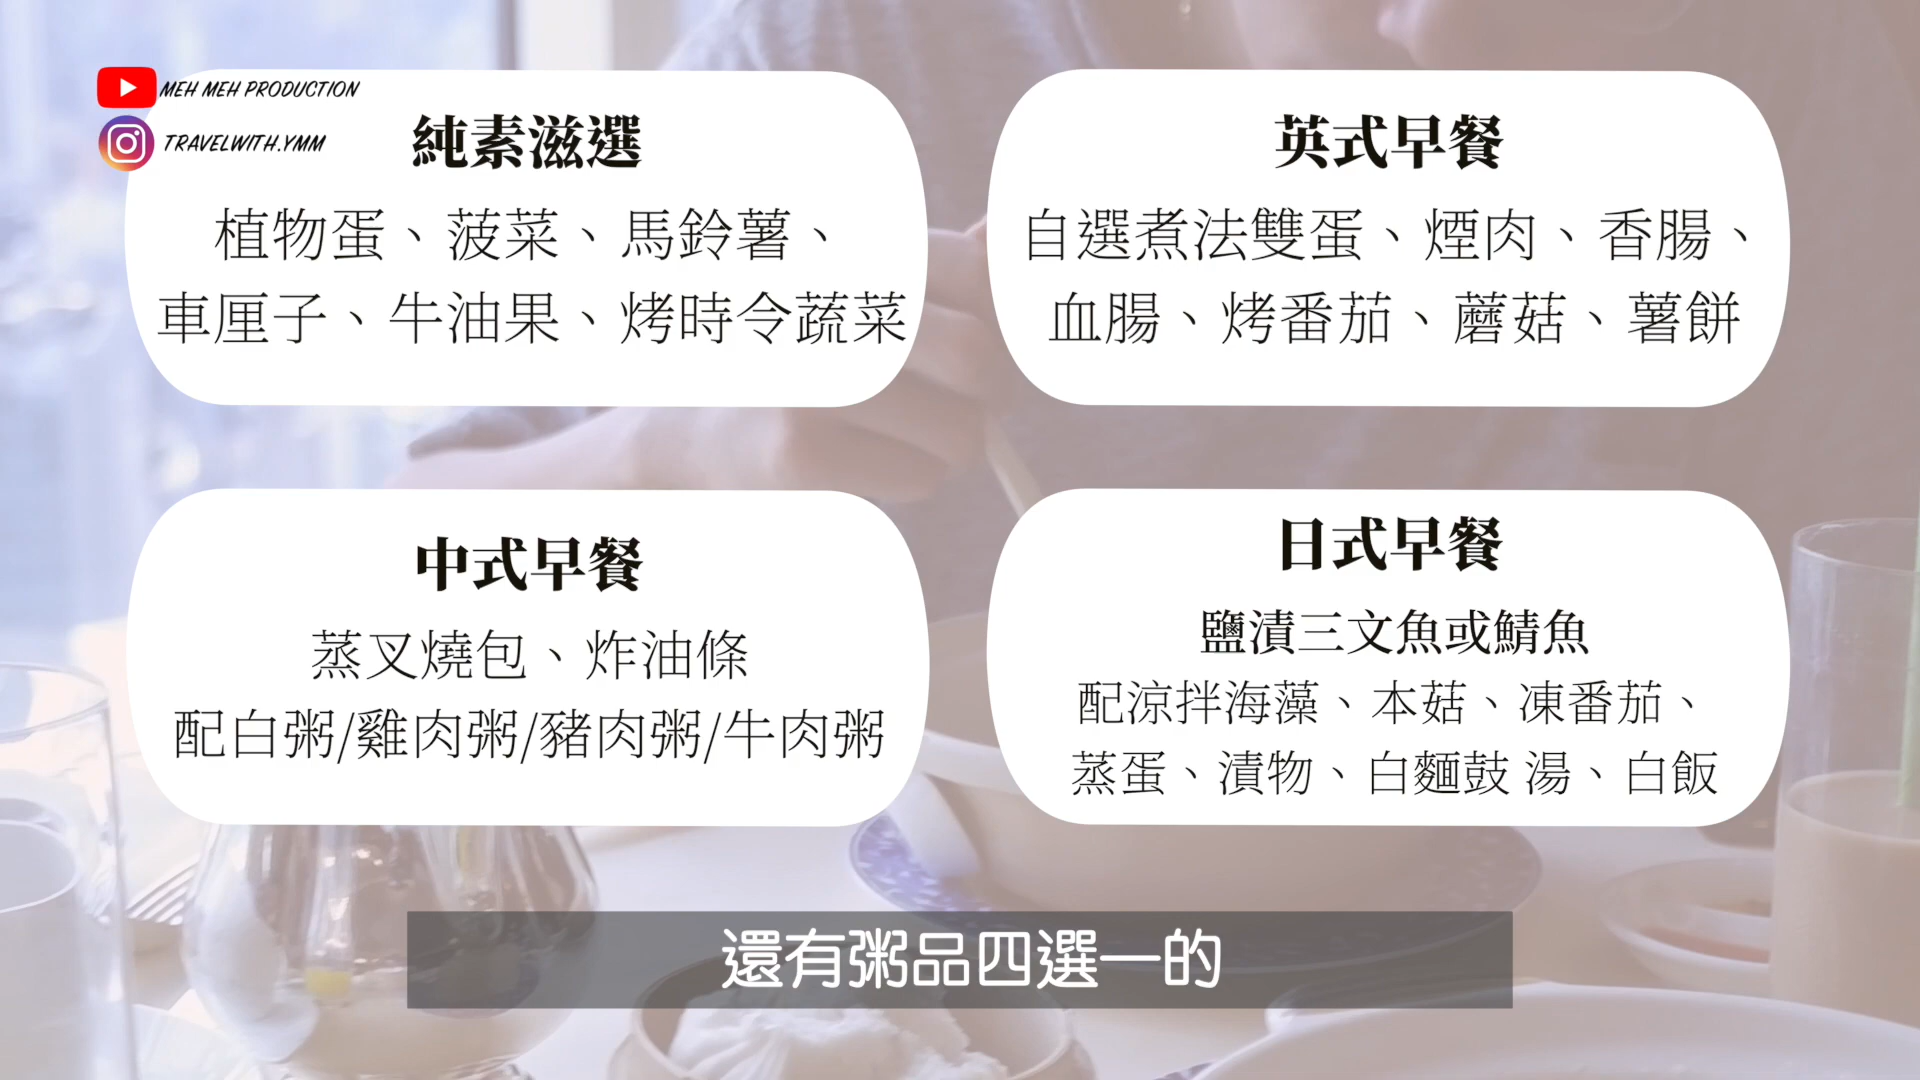 MEH MEH PRODUCTION
TRAVELWITH.YMM
純素滋選
植物蛋、菠菜、馬鈴薯、
車厘子、牛油果、烤時令蔬菜
英式早餐
自選煮法雙蛋、煙肉、香腸、
血腸、烤番茄、蘑菇、薯餅
中式早餐
蒸叉燒包、炸油條
配白粥/雞肉粥/豬肉粥/牛肉粥
日式早餐
鹽漬三文魚或鯖魚
配涼拌海藻、本菇、凍番茄、
蒸蛋、漬物、白麵鼓 湯、白飯
還有粥品四選一的